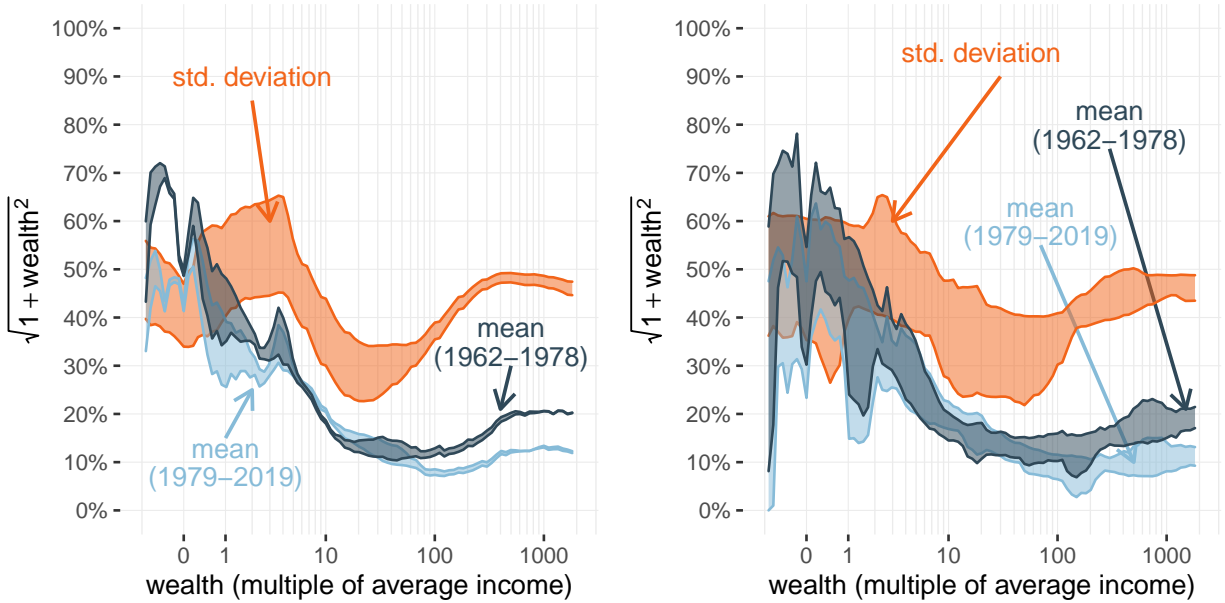 100%
90%
80%
70%
60%
50%
40%
30%
20%
10%
0%
√1 + wealth²
std. deviation
mean
(1962−1978)
mean
(1979−2019)
0 1 10 100 1000
wealth (multiple of average income)
100%
90%
80%
70%
60%
50%
40%
30%
20%
10%
0%
√1 + wealth²
std. deviation
mean
(1962−1978)
mean
(1979−2019)
0 1 10 100 1000
wealth (multiple of average income)